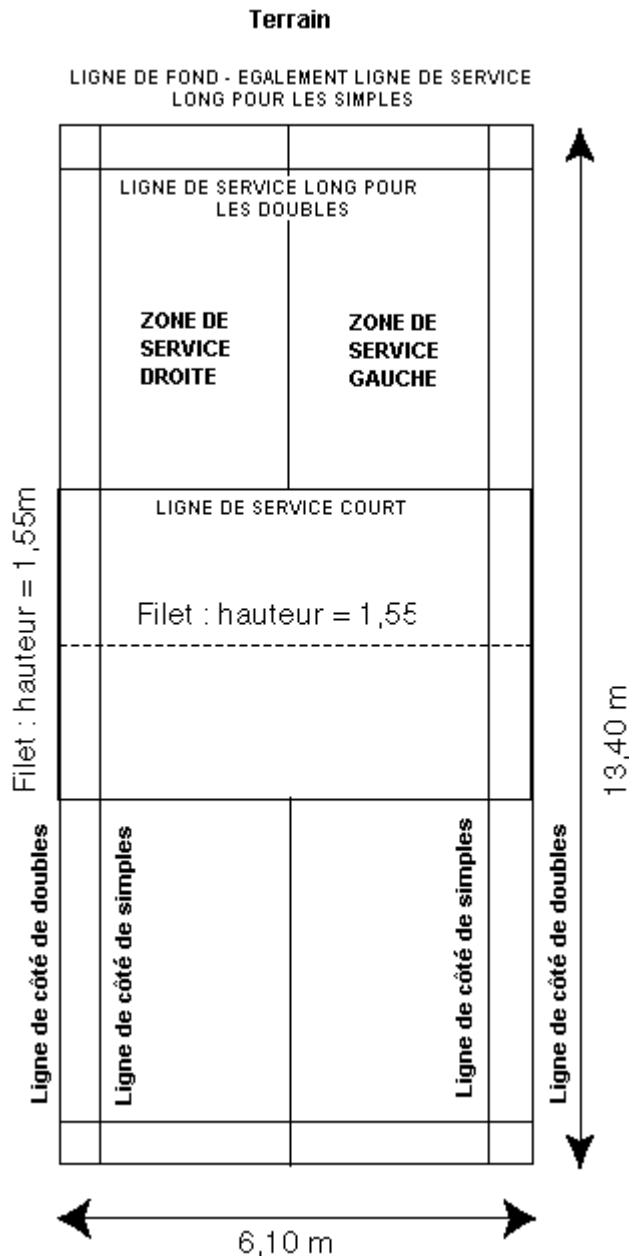 Terrain
LIGNE DE FOND - EGALEMENT LIGNE DE SERVICE
LONG POUR LES SIMPLES
LIGNE DE SERVICE LONG POUR
LES DOUBLES
ZONE DE
SERVICE
DROITE
ZONE DE
SERVICE
GAUCHE
LIGNE DE SERVICE COURT
Filet : hauteur = 1,55m
Filet : hauteur = 1,55
13,40 m
Ligne de côté de doubles
Ligne de côté de simples
Ligne de côté de simples
Ligne de côté de doubles
6,10 m